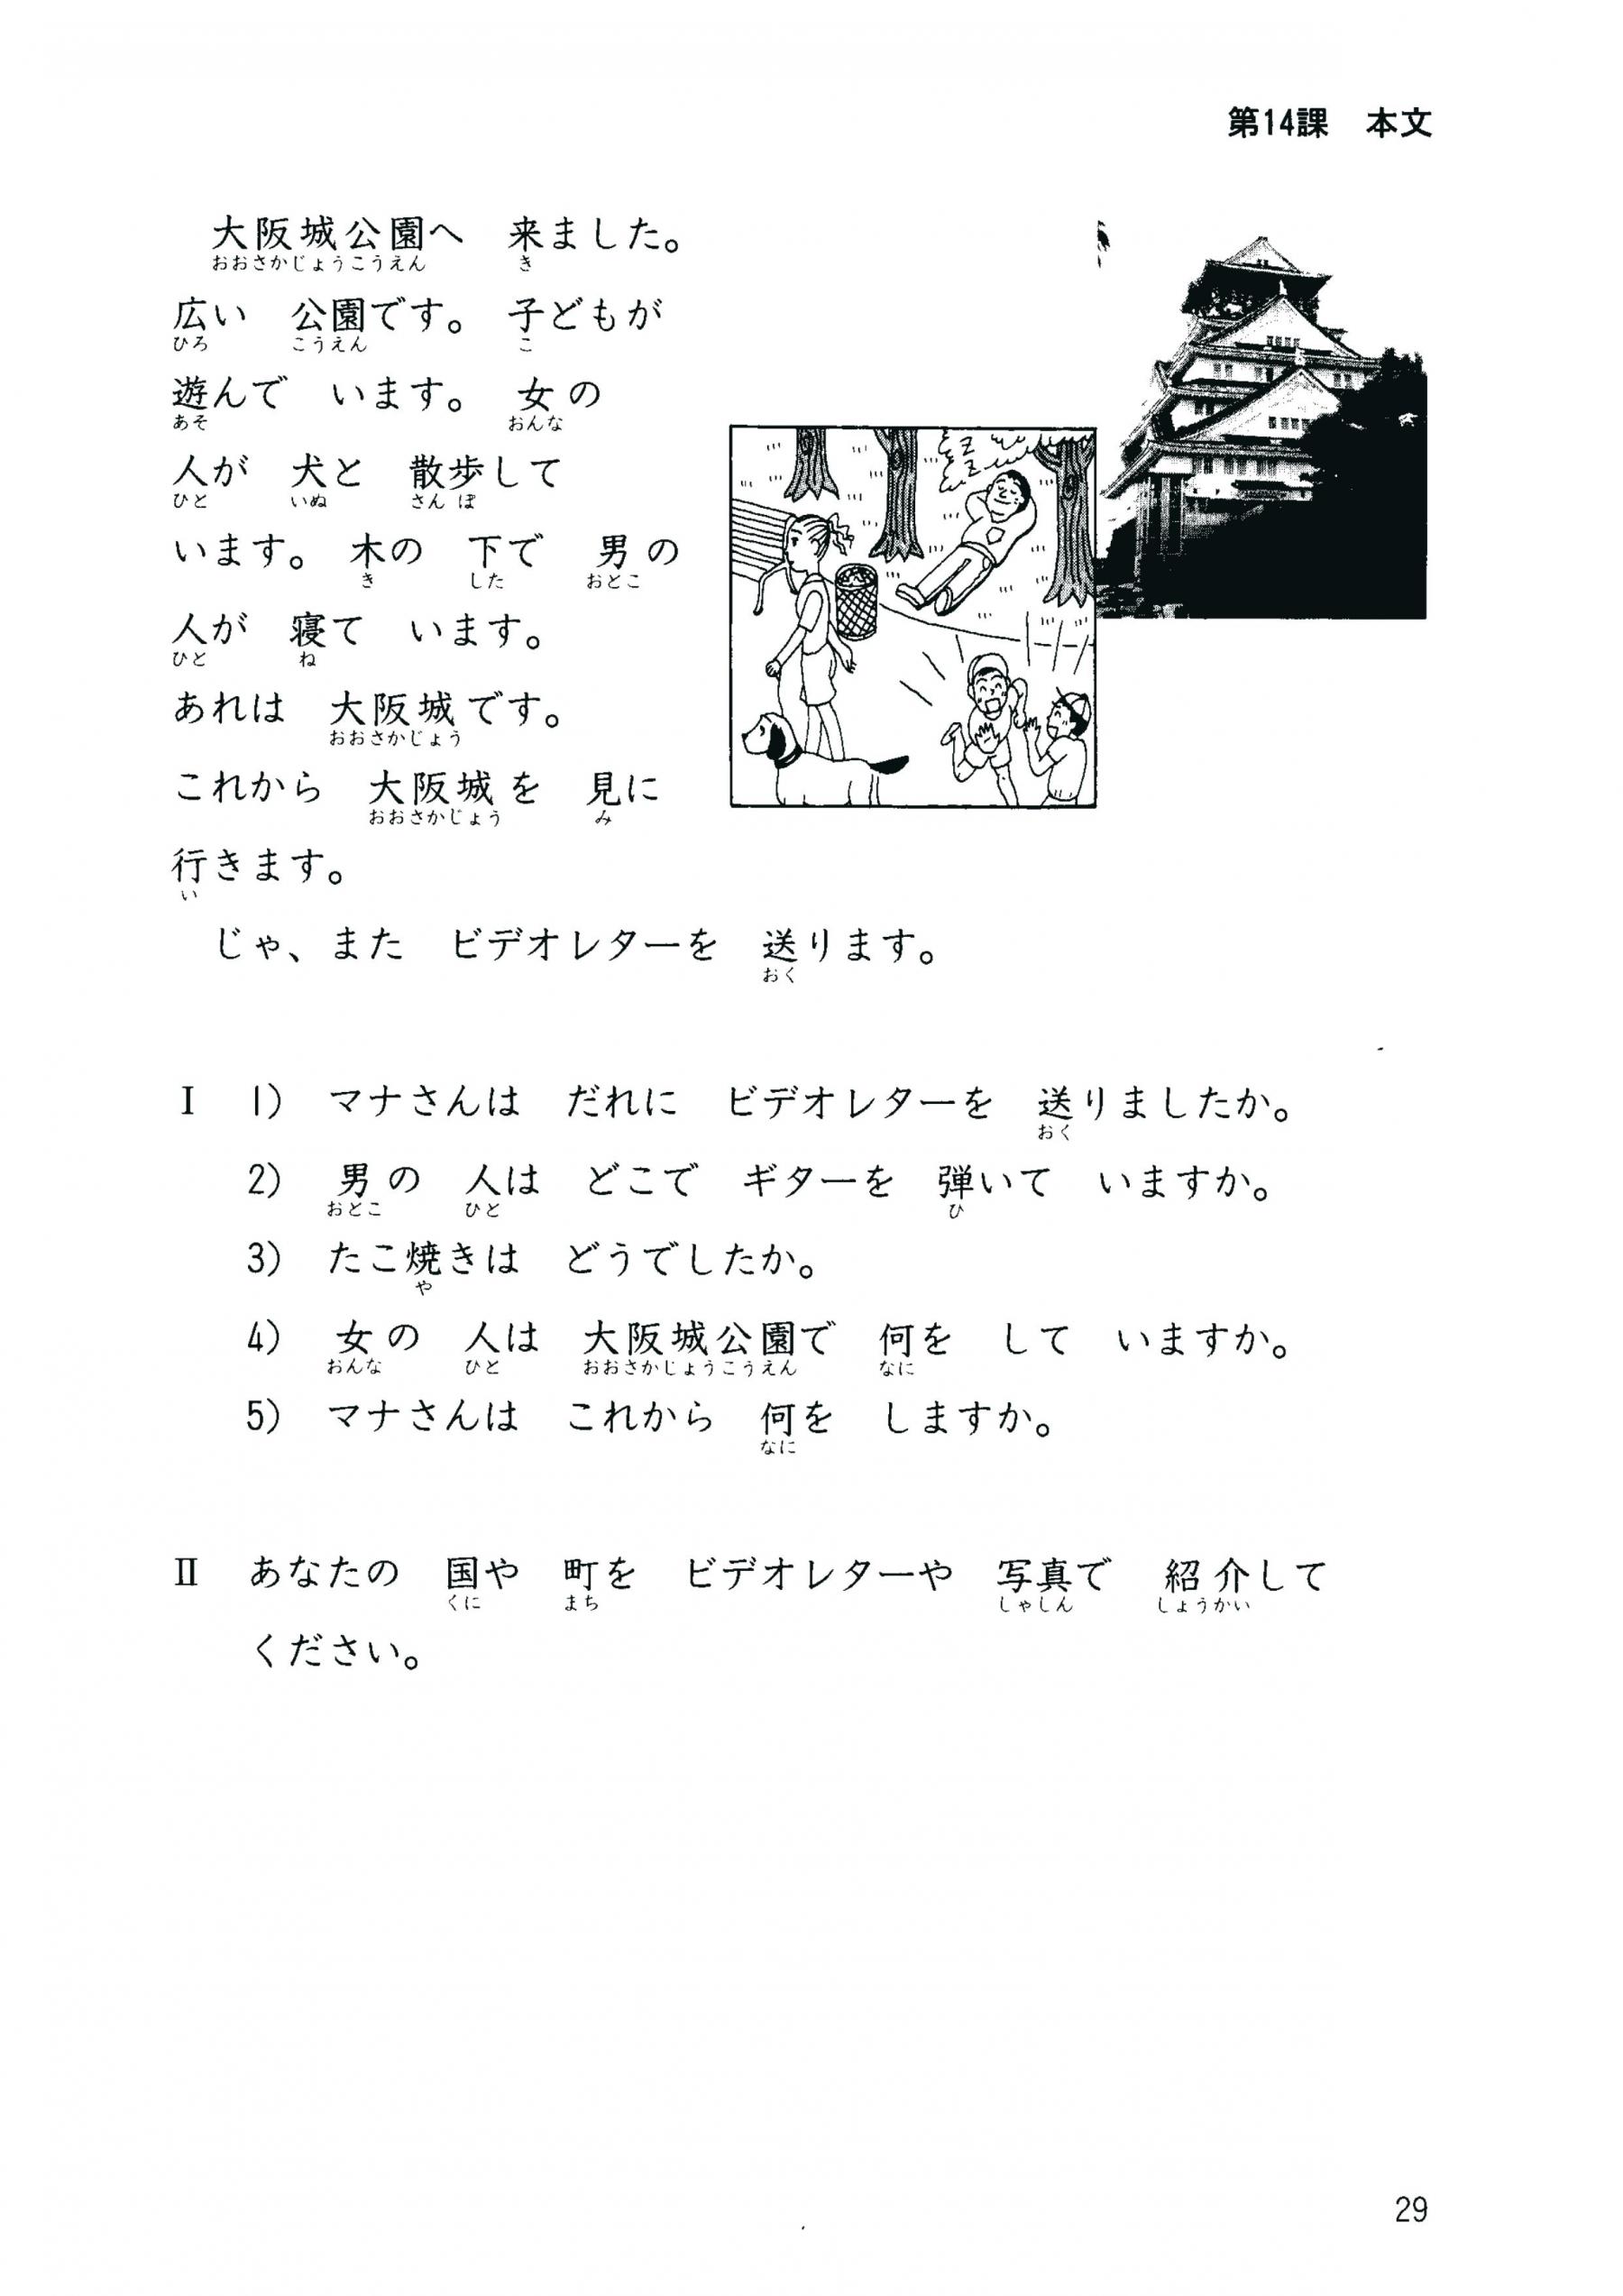 第14課　本文
大阪城公園へ　来ました。
おおさかじょうこうえん　き
広い　公園です。　子どもが
ひろ　こうえん　こ
遊んで　います。　女の
あそ　おんな
人が　犬と　散歩して
ひと　いぬ　さんぽ
います。　木の　下で　男の
き　した　おとこ
人が　寝て　います。
ひと　ね
あれは　大阪城です。
おおさかじょう
これから　大阪城を　見に
おおさかじょう　み
行きます。
い
じゃ、また　ビデオレターを　送ります。
おく
I　1)　マナさんは　だれに　ビデオレターを　送りましたか。
おく
2)　男の　人は　どこで　ギターを　弾いて　いますか。
おとこ　ひと　ひ
3)　たこ焼きは　どうでしたか。
や
4)　女の　人は　大阪城公園で　何を　して　いますか。
おんな　ひと　おおさかじょうこうえん　なに
5)　マナさんは　これから　何を　しますか。
なに
II　あなたの　国や　町を　ビデオレターや　写真で　紹介して
くに　まち　しゃしん　しょうかい
ください。
29